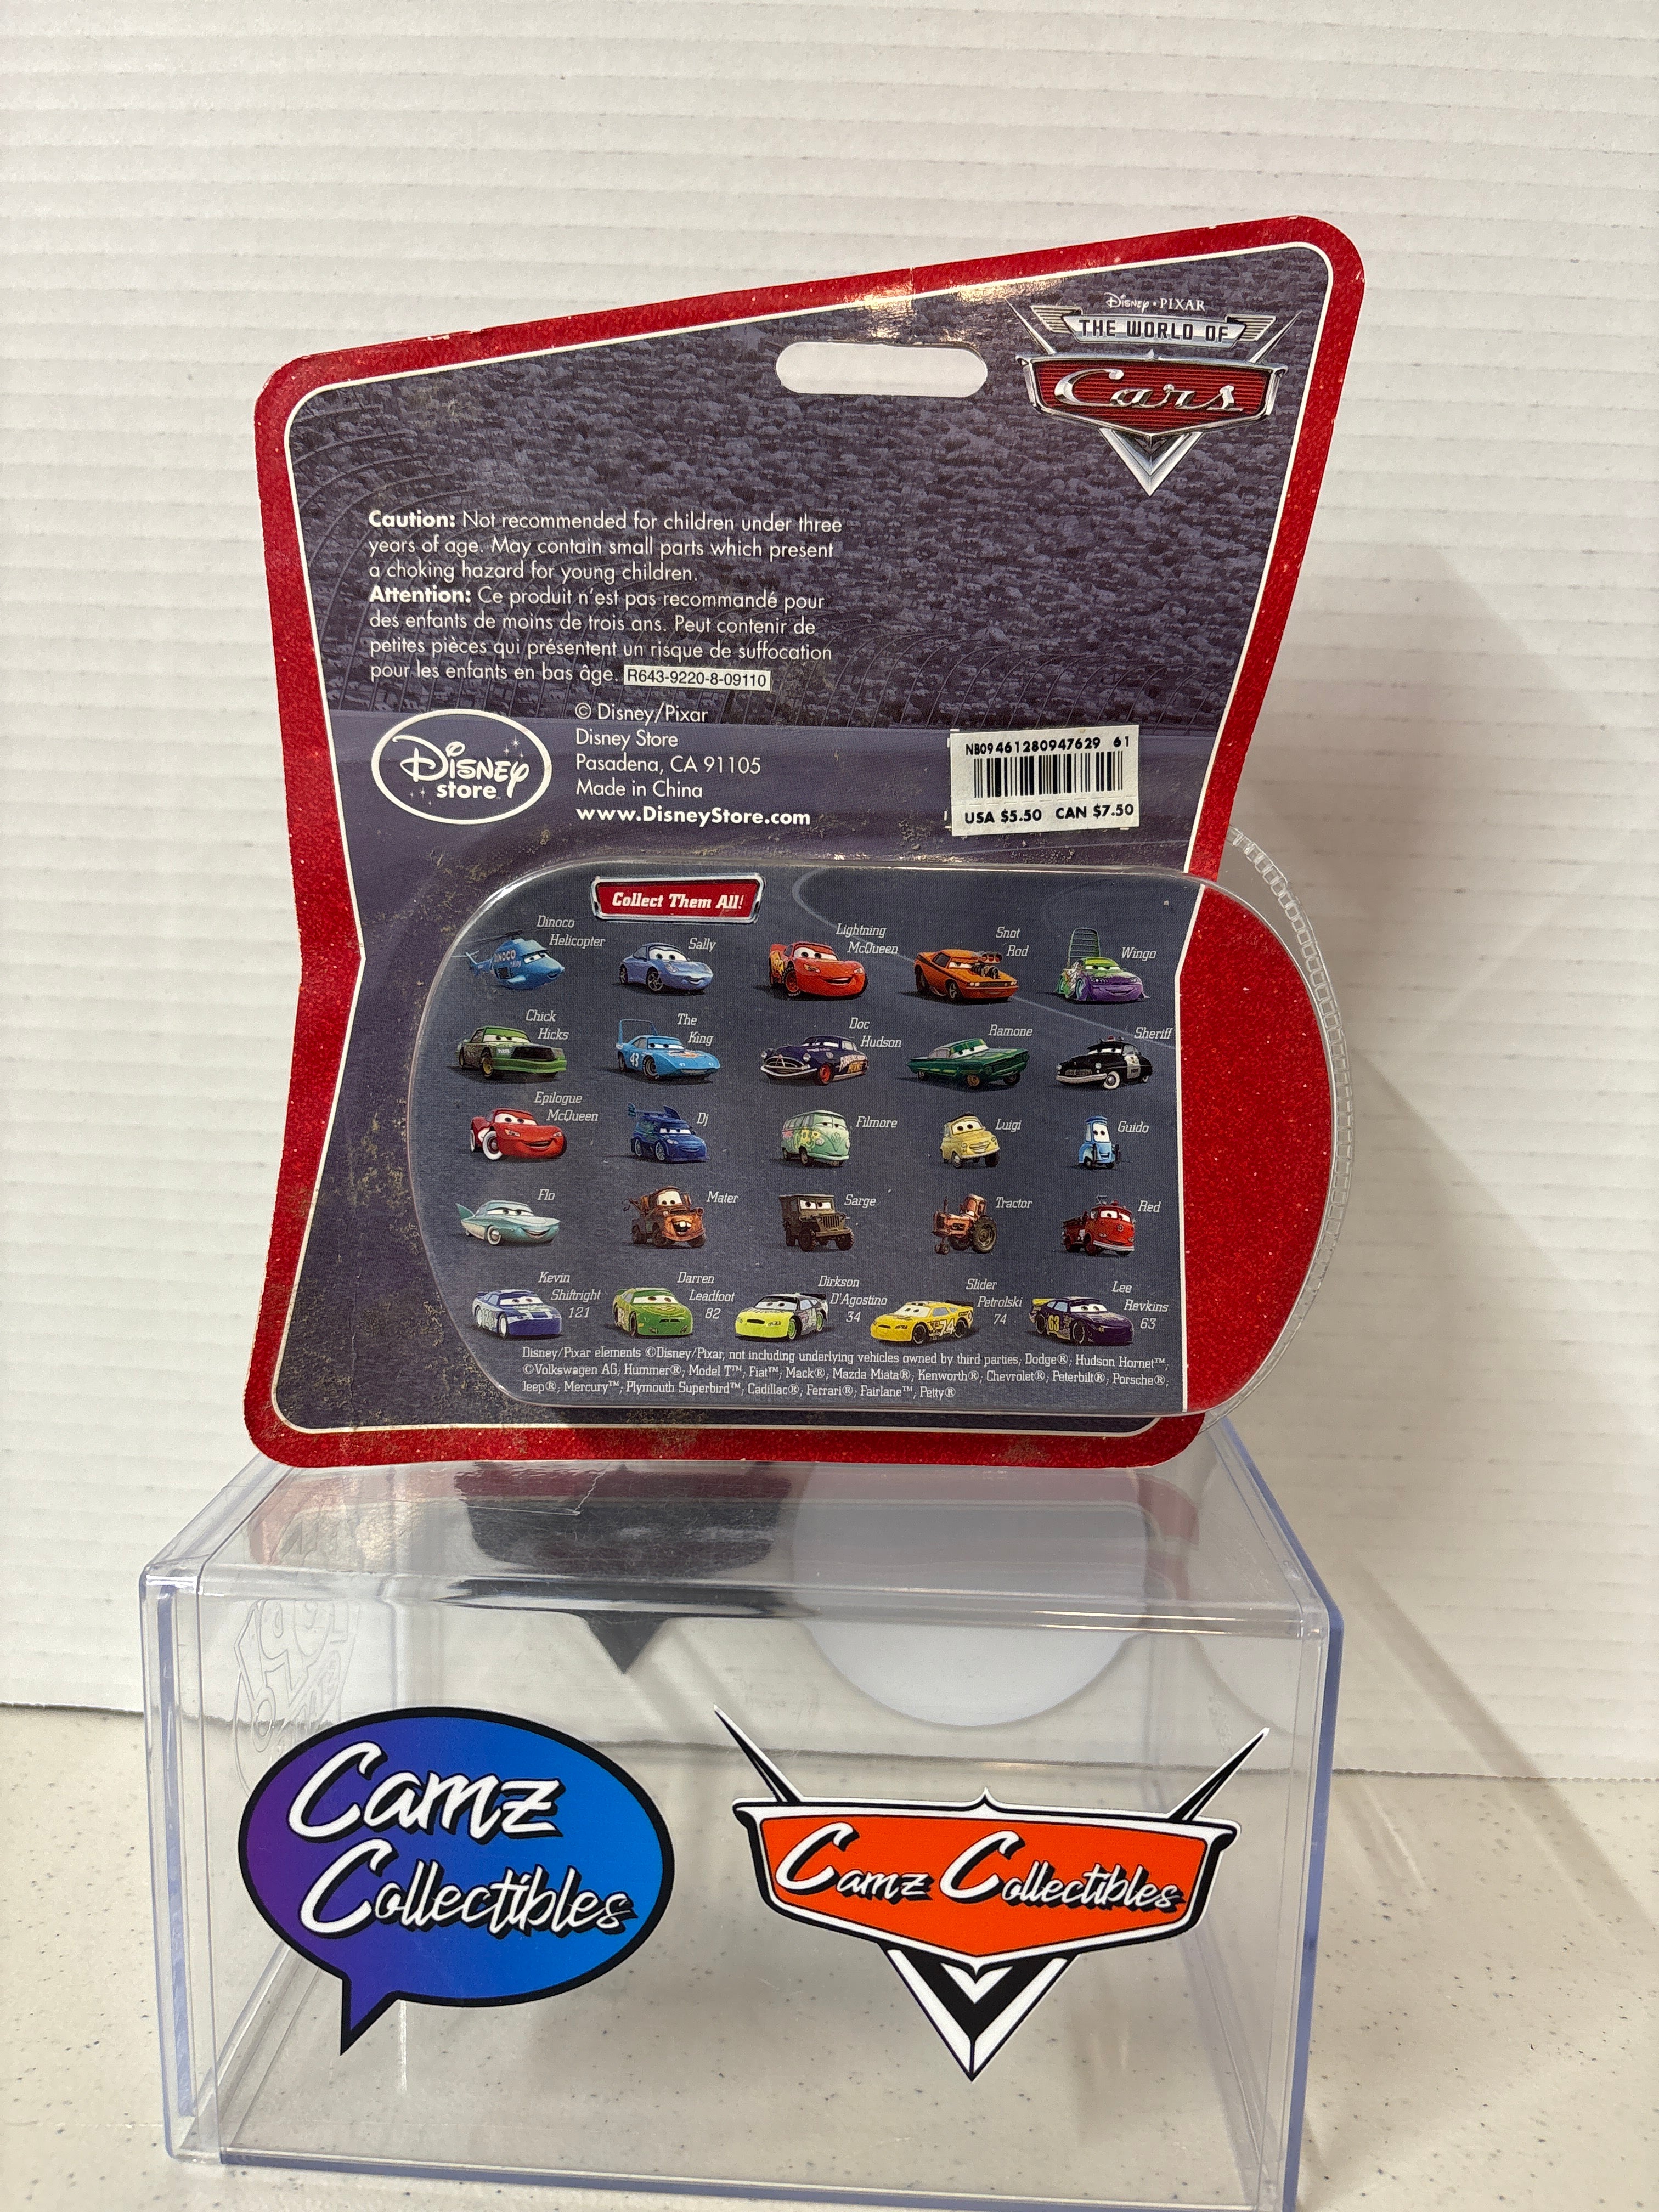 Disney · PIXAR
THE WORLD OF
Cars
Caution: Not recommended for children under three
years of age. May contain small parts which present
a choking hazard for young children.
Attention: Ce produit n'est pas recommandé pour
des enfants de moins de trois ans. Peut contenir de
petites pièces qui présentent un risque de suffocation
pour les enfants en bas âge. R643-9220-8-09110
Disney
store
© Disney/Pixar
Disney Store
Pasadena, CA 91105
Made in China
www.DisneyStore.com
NB09 461280947629 61
USA $5.50 CAN $7.50
Collect Them All!
Dinoco
Helicopter
Sally
Lightning
McQueen
Snot
Rod
Wingo
Chick
Hicks
The
King
Doc
Hudson
Ramone
Sheriff
Epilogue
McQueen
Dj
Filmore
Luigi
Guido
Flo
Mater
Sarge
Tractor
Red
Kevin
Shiftright
121
Darren
Leadfoot
82
Dirkson
D'Agostino
34
Slider
Petrolski
74
Lee
Revkins
63
DINOCO
43
74
63
Disney/Pixar elements ©Disney/Pixar, not including underlying vehicles owned by third parties; Dodge®; Hudson Hornet™;
©Volkswagen AG; Hummer®; Model T™; Fiat™; Mack®; Mazda Miata®; Kenworth®; Chevrolet®; Peterbilt®; Porsche®;
Jeep®; Mercury™; Plymouth Superbird™; Cadillac®; Ferrari®; Fairlane™; Petty®
Camz
Collectibles
Camz Collectibles